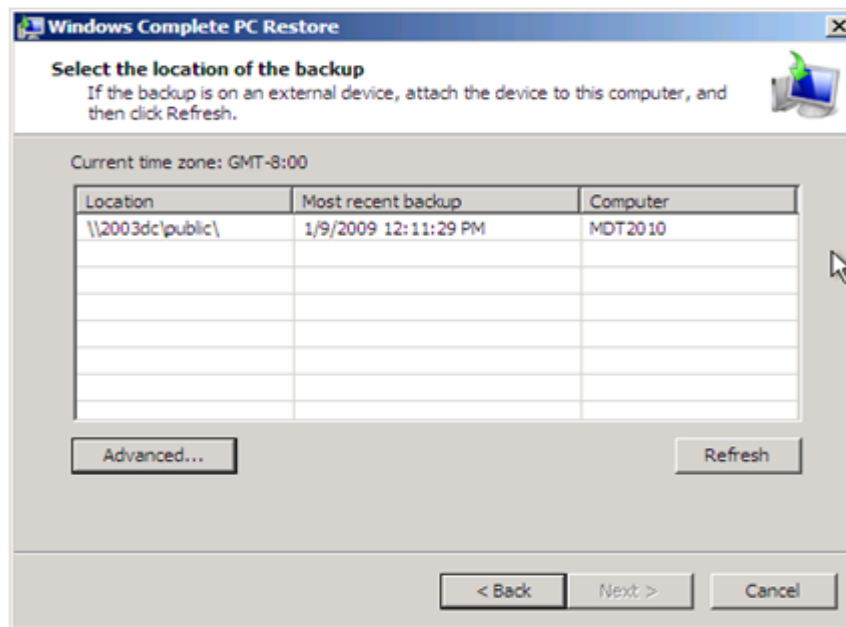 Windows Complete PC Restore
Select the location of the backup
If the backup is on an external device, attach the device to this computer, and
then click Refresh.
Current time zone: GMT-8:00
Location Most recent backup Computer
\\2003dc\public\ 1/9/2009 12:11:29 PM MDT2010
Advanced... Refresh
< Back Next > Cancel